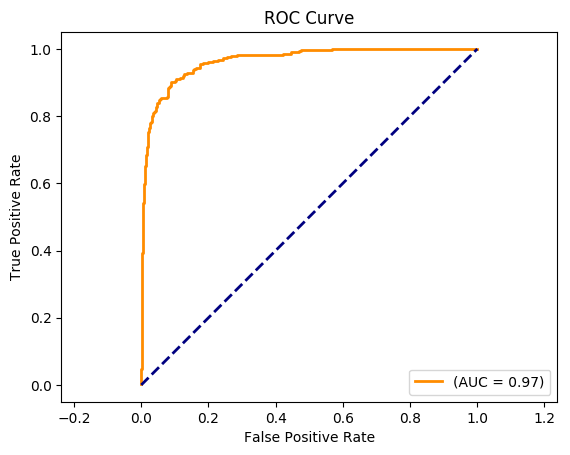 ROC Curve
True Positive Rate
1.0
0.8
0.6
0.4
0.2
0.0
(AUC = 0.97)
−0.2 0.0 0.2 0.4 0.6 0.8 1.0 1.2
False Positive Rate